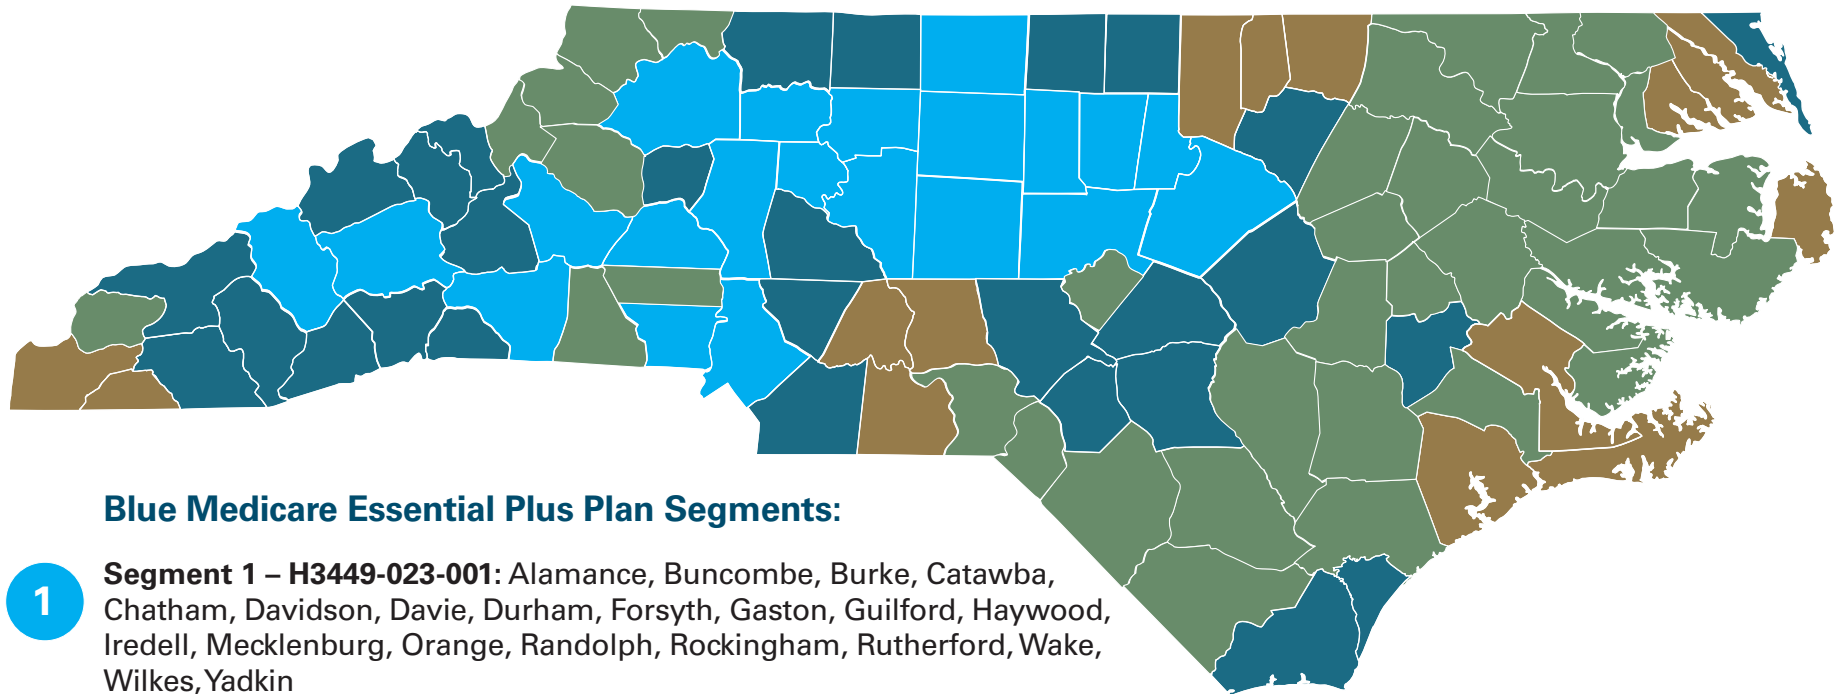 Blue Medicare Essential Plus Plan Segments:
1
Segment 1 – H3449-023-001: Alamance, Buncombe, Burke, Catawba,
Chatham, Davidson, Davie, Durham, Forsyth, Gaston, Guilford, Haywood,
Iredell, Mecklenburg, Orange, Randolph, Rockingham, Rutherford, Wake,
Wilkes, Yadkin